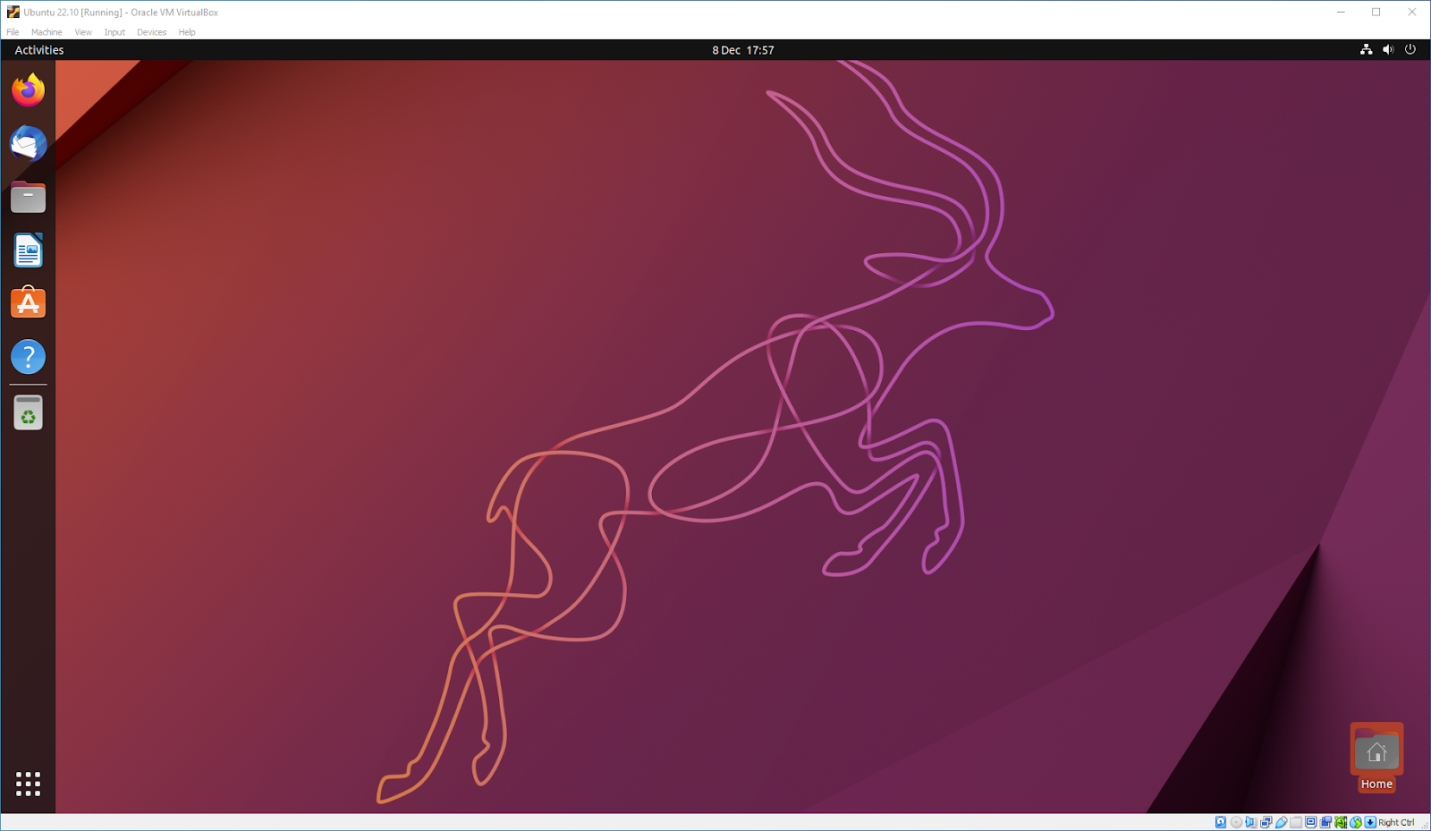 Ubuntu 22.10 [Running] - Oracle VM VirtualBox
File Machine View Input Devices Help
Activities 8 Dec 17:57
?
Home
Right Ctrl